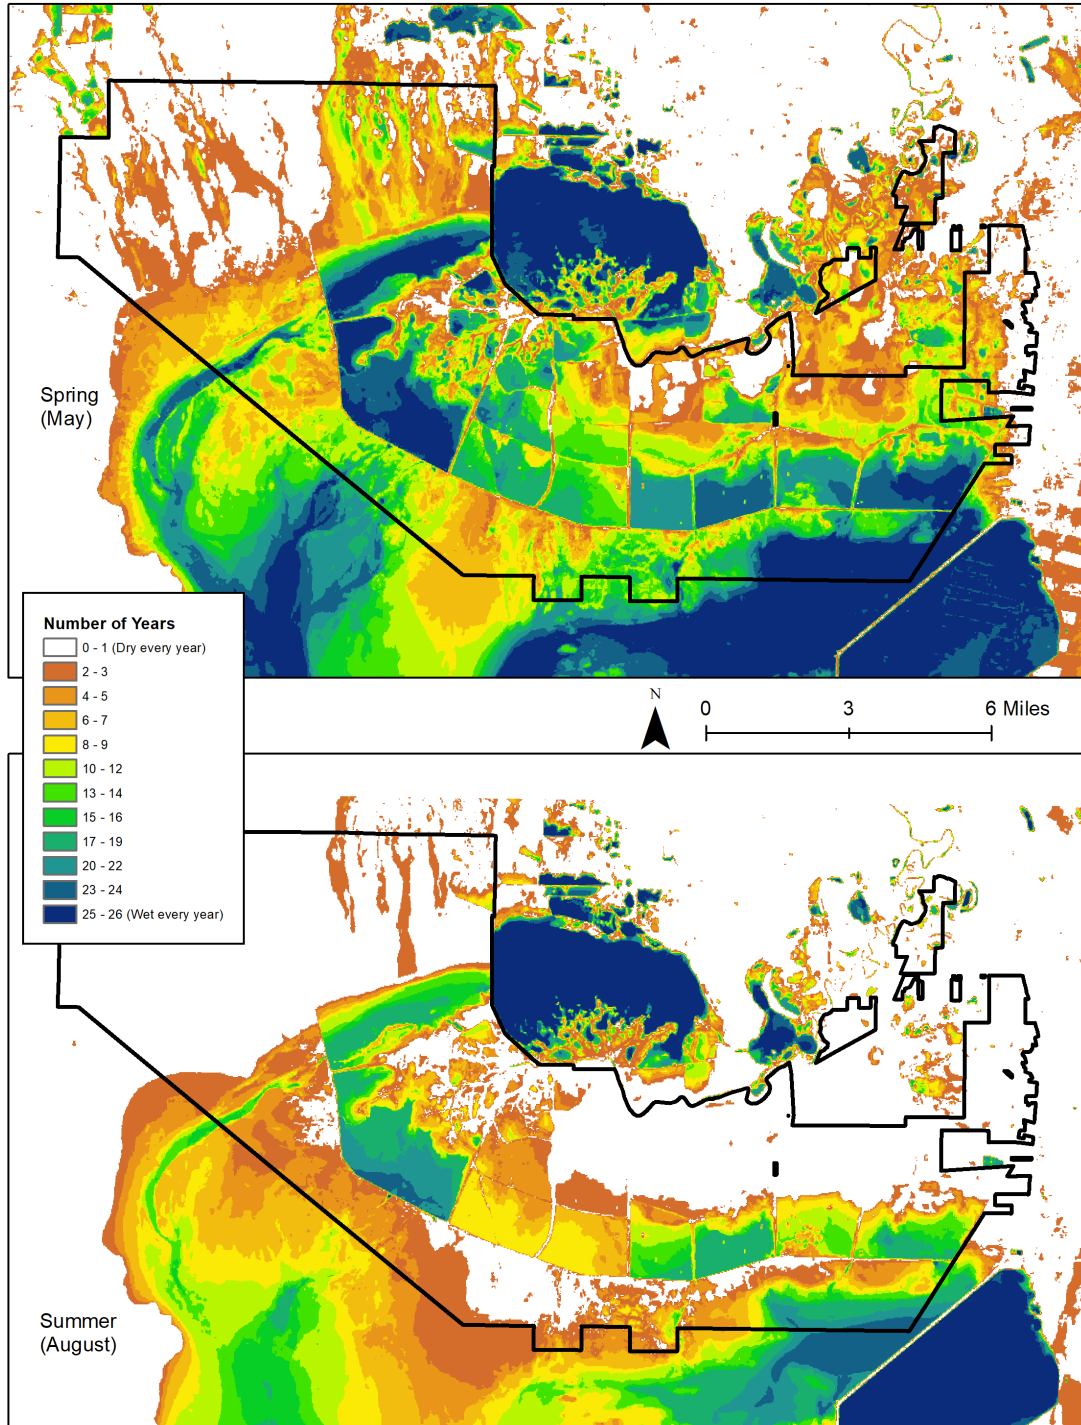 Spring
(May)
Number of Years
0 - 1 (Dry every year)
2 - 3
4 - 5
6 - 7
8 - 9
10 - 12
13 - 14
15 - 16
17 - 19
20 - 22
23 - 24
25 - 26 (Wet every year)
N
0 3 6 Miles
Summer
(August)